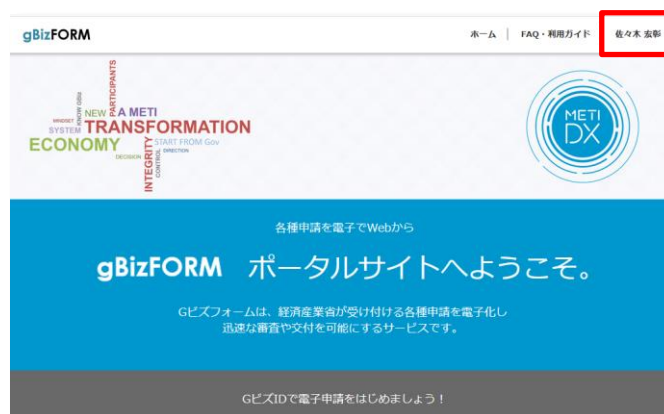 gBizFORM
ホーム | FAQ・利用ガイド 佐々木 宏彰
PARTICIPANTS
KNOW GBiz
NEW A METI
MINDSET
SYSTEM TRANSFORMATION
ECONOMY START FROM Gov
DECISION DIRECTION
INTEGRITY
CONTROL
METI
DX
各種申請を電子でWebから
gBizFORM ポータルサイトへようこそ。
Gビズフォームは、経済産業省が受け付ける各種申請を電子化し
迅速な審査や交付を可能にするサービスです。
GビズIDで電子申請をはじめましょう！